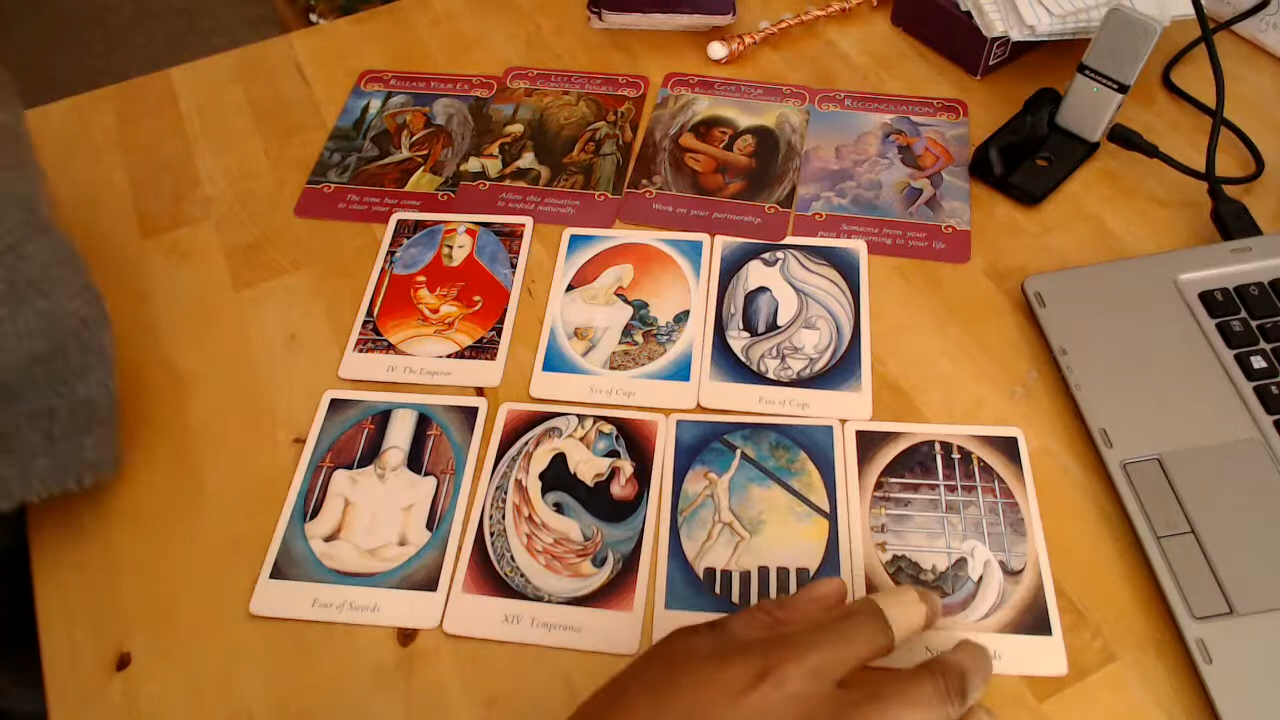 RELEASE YOUR EX
LET GO OF
CONTROL ISSUES
GIVE YOUR
RELATIONSHIP A CHANCE
RECONCILIATION
The time has come
to clear your
Allow this situation
to unfold naturally.
Work on your partnership.
Someone from your
past is returning to your life.
SAMSON
IV The Emperor
Six of Cups
Five of Cups
Four of Swords
XIV Temperance